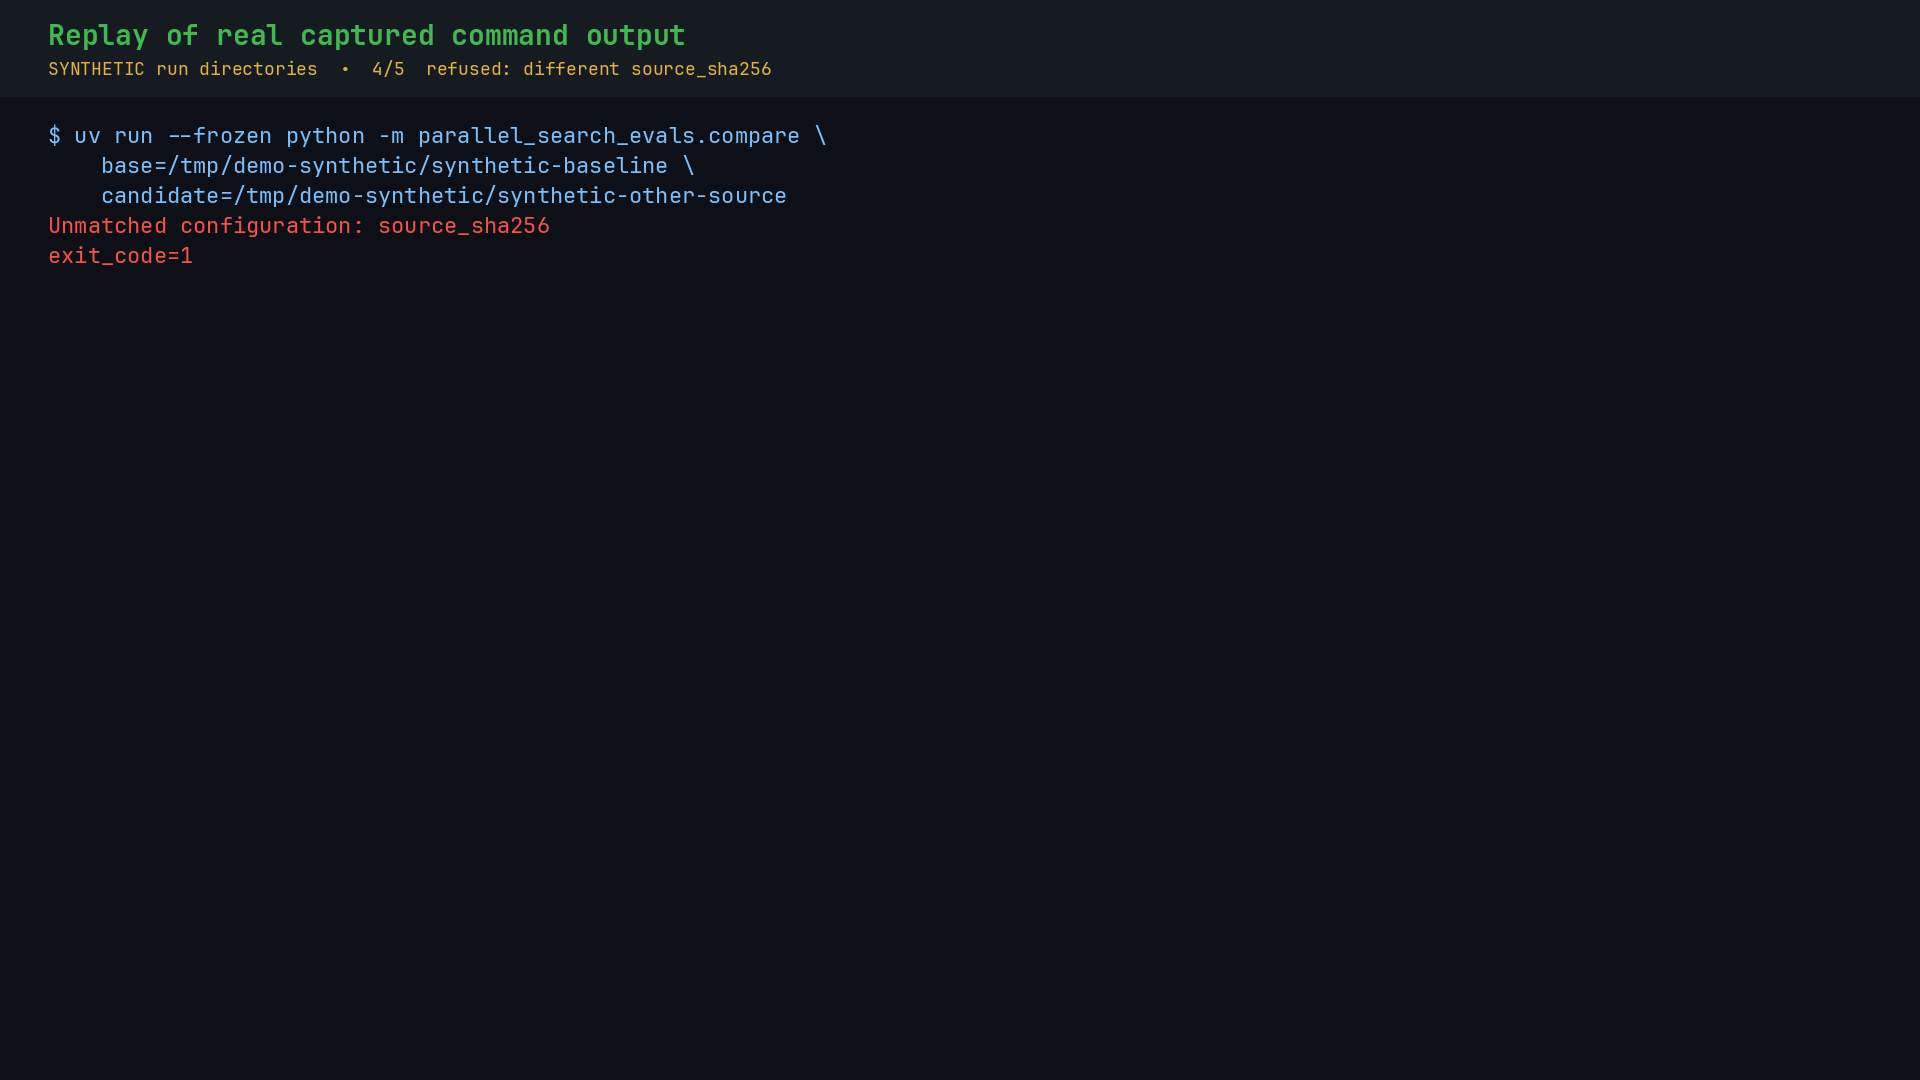 Replay of real captured command output
SYNTHETIC run directories  •  4/5  refused: different source_sha256
$ uv run --frozen python -m parallel_search_evals.compare \
    base=/tmp/demo-synthetic/synthetic-baseline \
    candidate=/tmp/demo-synthetic/synthetic-other-source
Unmatched configuration: source_sha256
exit_code=1